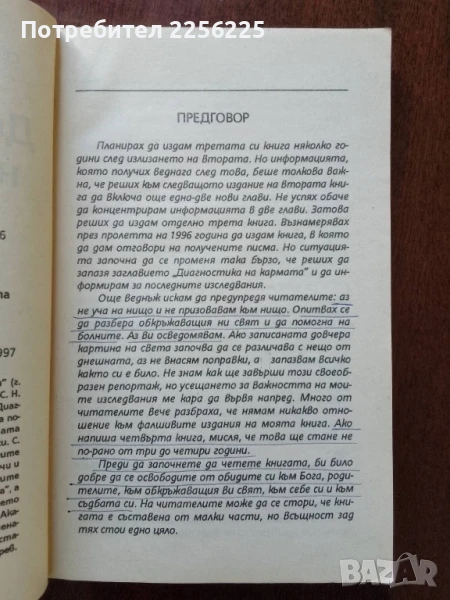 Потребител 2256225
ПРЕДГОВОР
Планирах да издам третата си книга няколко го-
дини след излизането на втората. Но информацията,
която получих веднага след това, беше толкова важ-
на, че реших към следващото издание на втората книга
да включа още една-две нови глави. Не успях обаче
да концентрирам информацията в две глави. Затова
реших да издам отделно трета книга. Възнамерявах
през пролетта на 1996 година да издам книга, в която
да дам отговори на получените писма. Но ситуацията
започна да се променя така бързо, че реших да
запазя заглавието „Диагностика на кармата" и да ин-
формирам за последните изследвания.
Още веднъж искам да предупредя читателите: аз
не уча на нищо и не призовавам към нищо. Опитвах се
да разбера обкръжаващия ни свят и да помогна на
болните. Аз ви осведомявам. Ако записаната довчера
картина на света започва да се различава с нещо от
днешната, аз не внасям поправки, а запазвам всичко
както си е било. Не знам как ще завърши този своеоб-
разен репортаж, но усещането за важността на мои-
те изследвания ме кара да вървя напред. Много от
читателите вече разбраха, че нямам никакво отно-
шение към фалшивите издания на моята книга. Ако
напиша четвърта книга, мисля, че това ще стане не
по-рано от три до четири години.
Преди да започнете да четете книгата, би било
добре да се освободите от обидите си към Бога, роди-
телите, към обкръжаващия ви свят, към себе си и към
съдбата си. На читателите може да се стори, че кни-
гата е съставена от малки части, но всъщност зад
тях стои едно цяло.
6
та
997
BAZAR